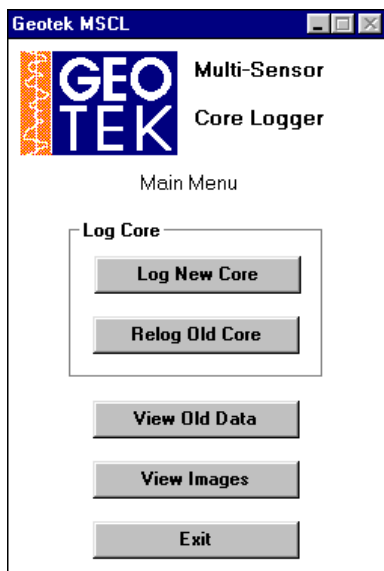 Geotek MSCL
GEO
TEK
Multi-Sensor
Core Logger
Main Menu
Log Core
Log New Core
Relog Old Core
View Old Data
View Images
Exit